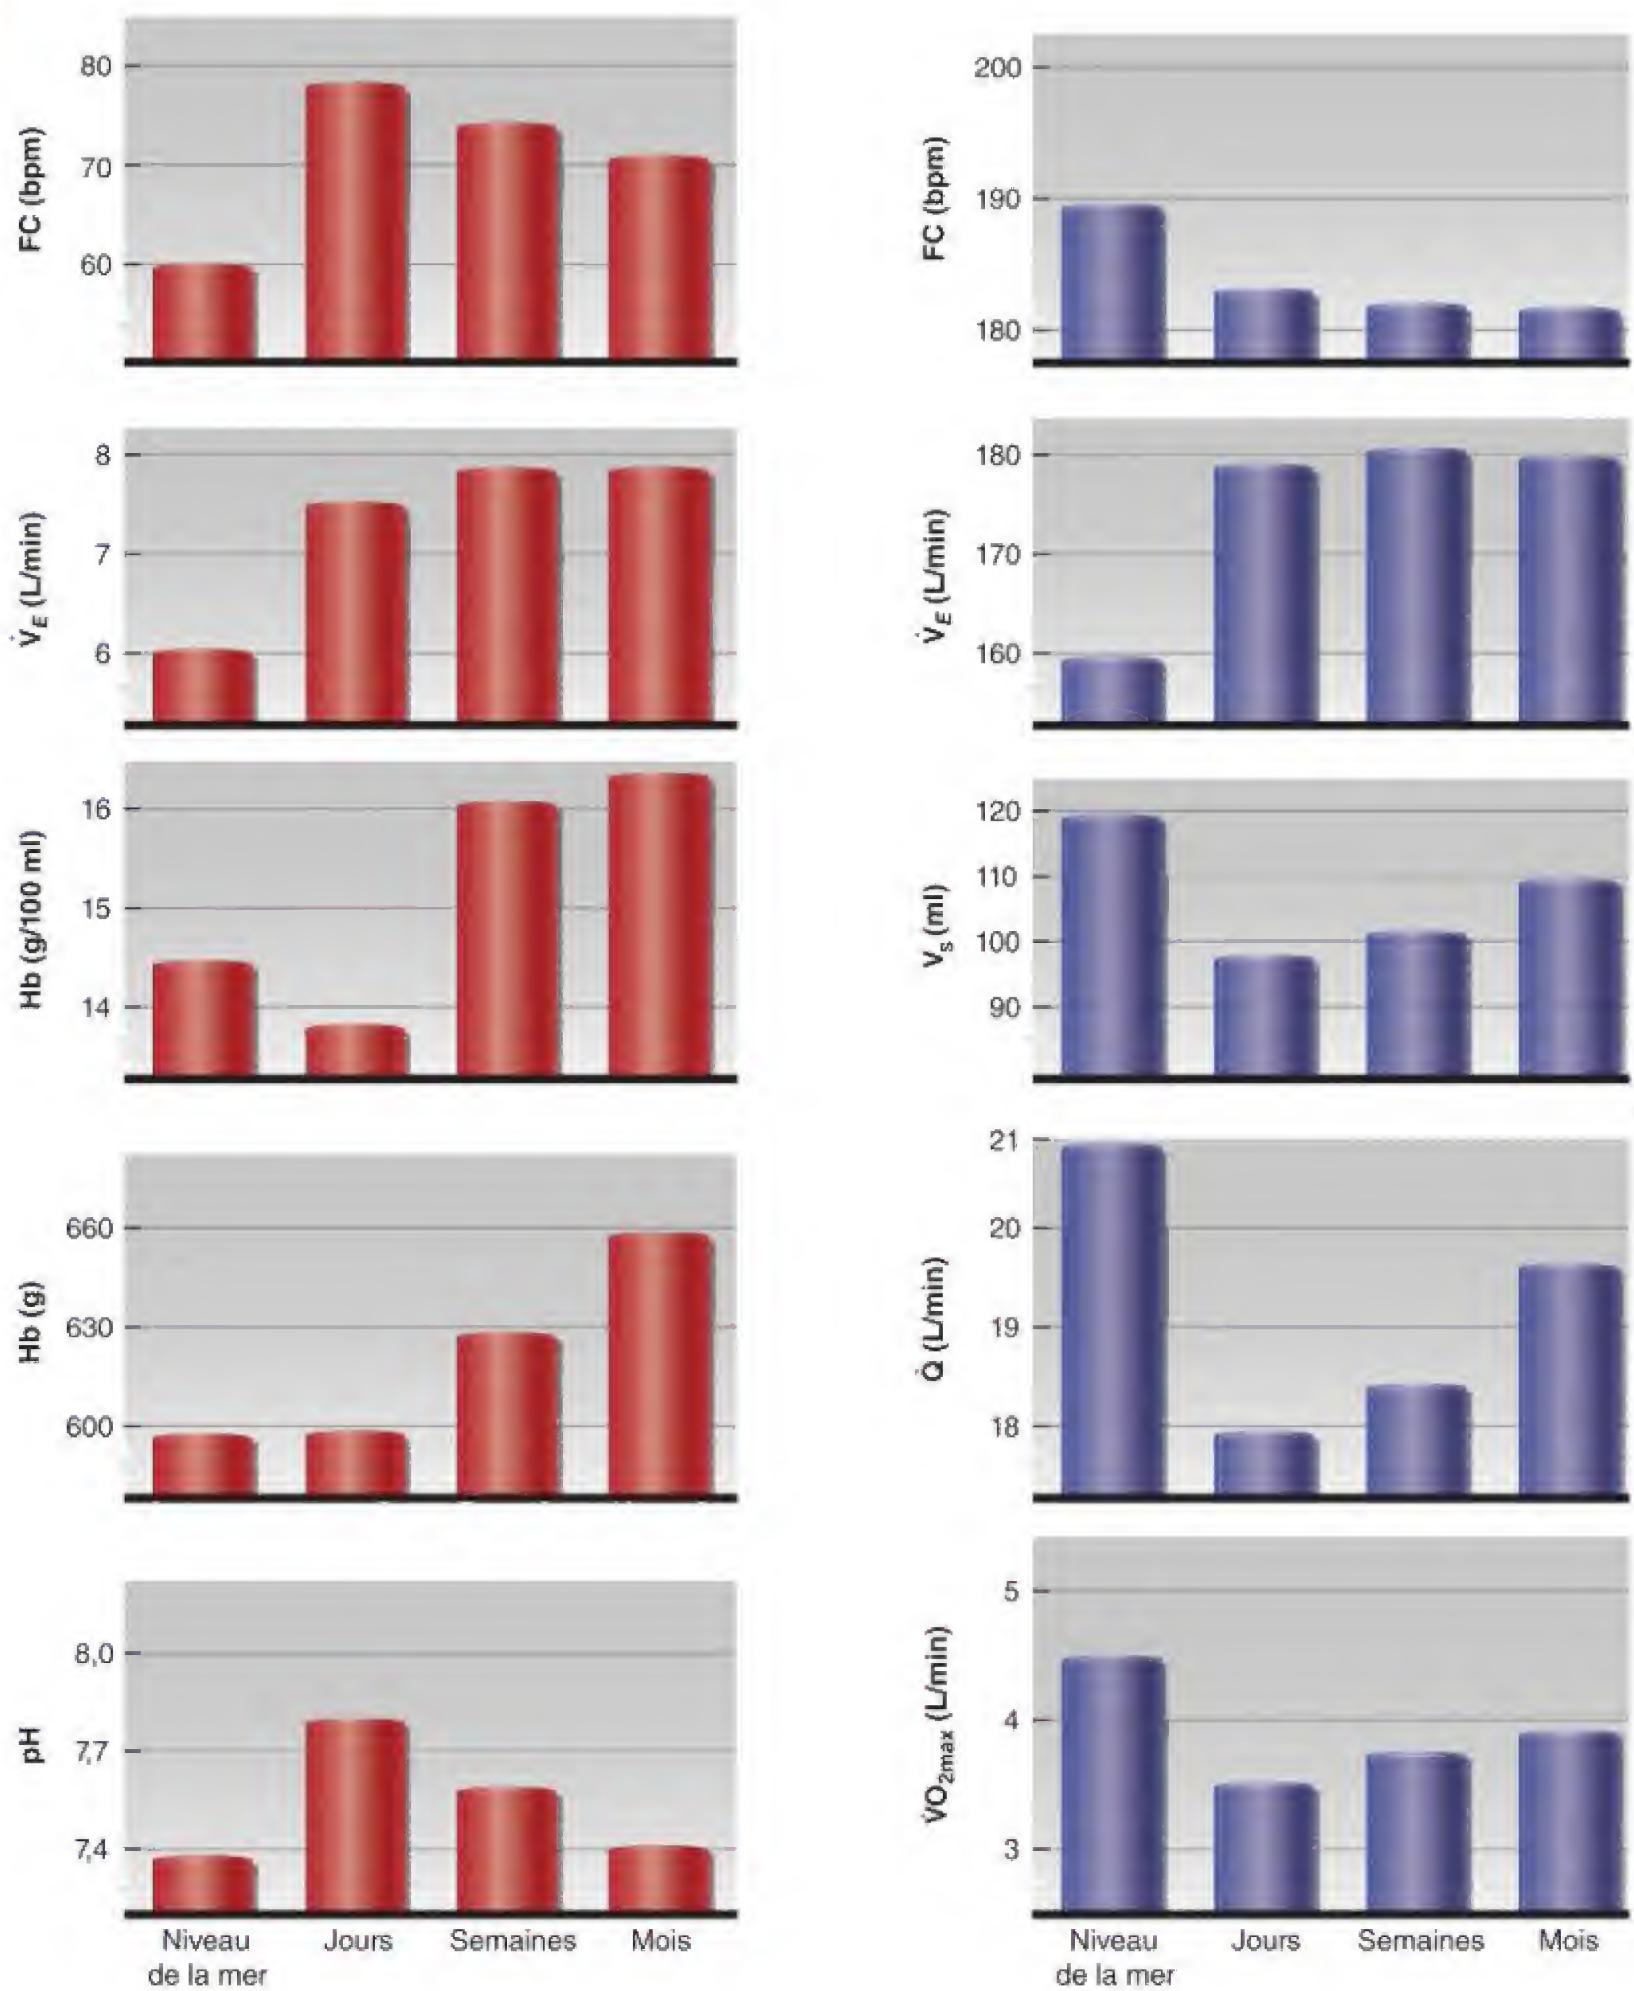 FC (bpm)
80
70
60
FC (bpm)
200
190
180
V̇E (L/min)
8
7
6
V̇E (L/min)
180
170
160
Hb (g/100 ml)
16
15
14
Vs (ml)
120
110
100
90
Hb (g)
660
630
600
Q̇ (L/min)
21
20
19
18
pH
8,0
7,7
7,4
V̇O2max (L/min)
5
4
3
Niveau de la mer
Jours
Semaines
Mois
Niveau de la mer
Jours
Semaines
Mois